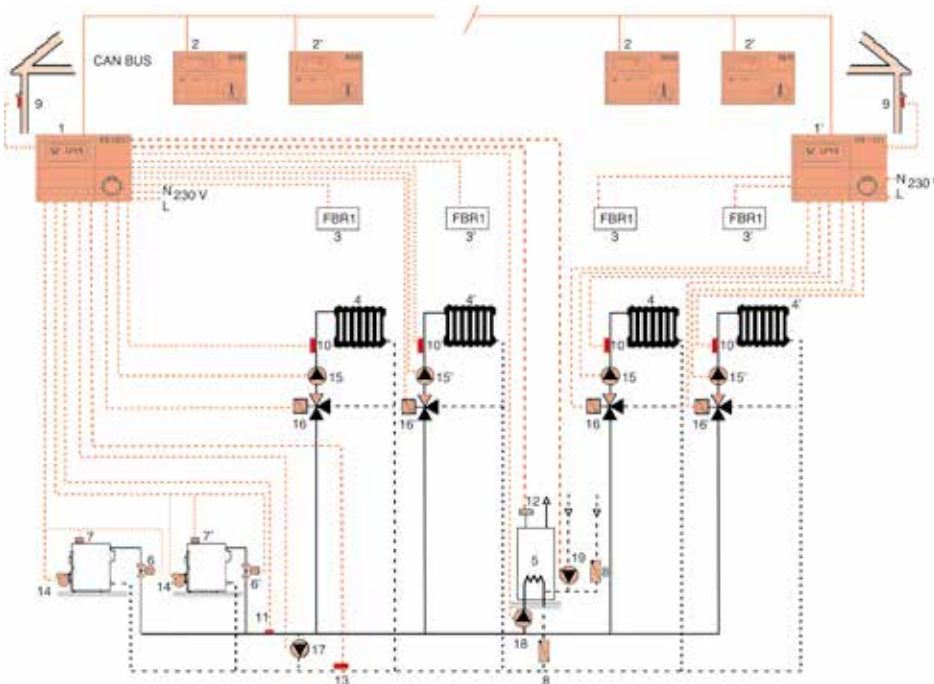 CAN BUS
2 2' 2 2'
9 9
1 1'
N 230 V
L
N 230
L
FBR1 FBR1 FBR1 FBR1
3 3' 3 3'
4 4' 4 4'
10 10 10 10
15 15' 15 15'
16 16 16 16
12
7 7'
6 6'
5
19 8
14 14
11
17 18
13 8